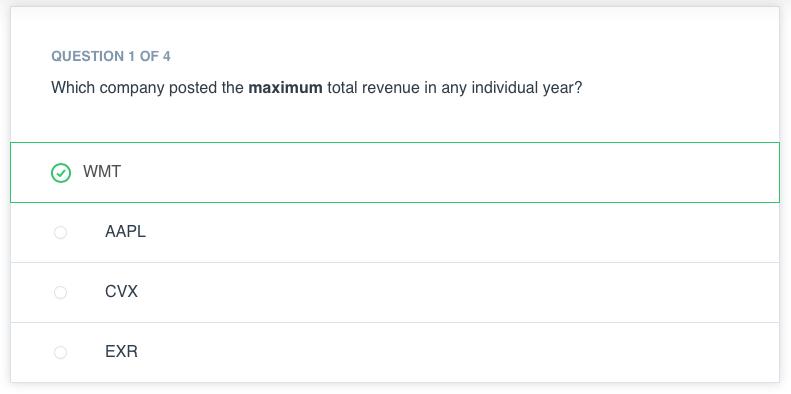 QUESTION 1 OF 4
Which company posted the maximum total revenue in any individual year?
WMT
AAPL
CVX
EXR